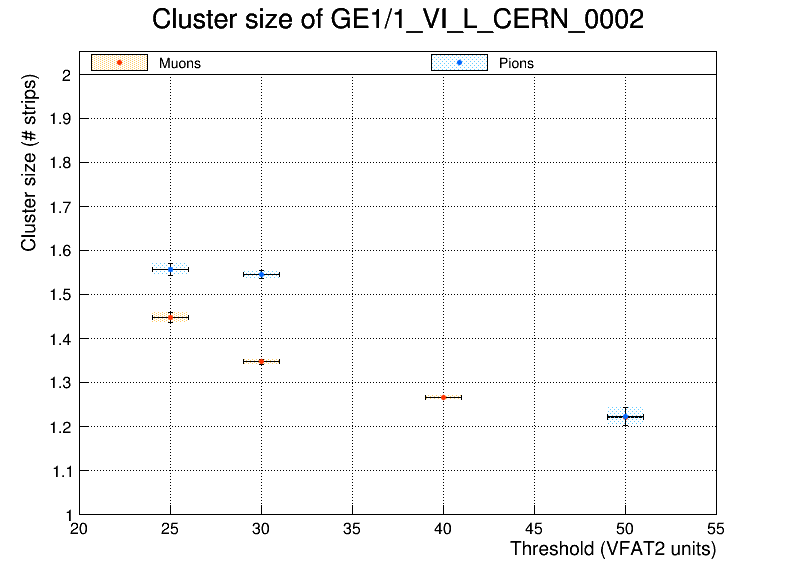 Cluster size of GE1/1_VI_L_CERN_0002
Muons
Pions
Cluster size (# strips)
2
1.9
1.8
1.7
1.6
1.5
1.4
1.3
1.2
1.1
1
20 25 30 35 40 45 50 55
Threshold (VFAT2 units)